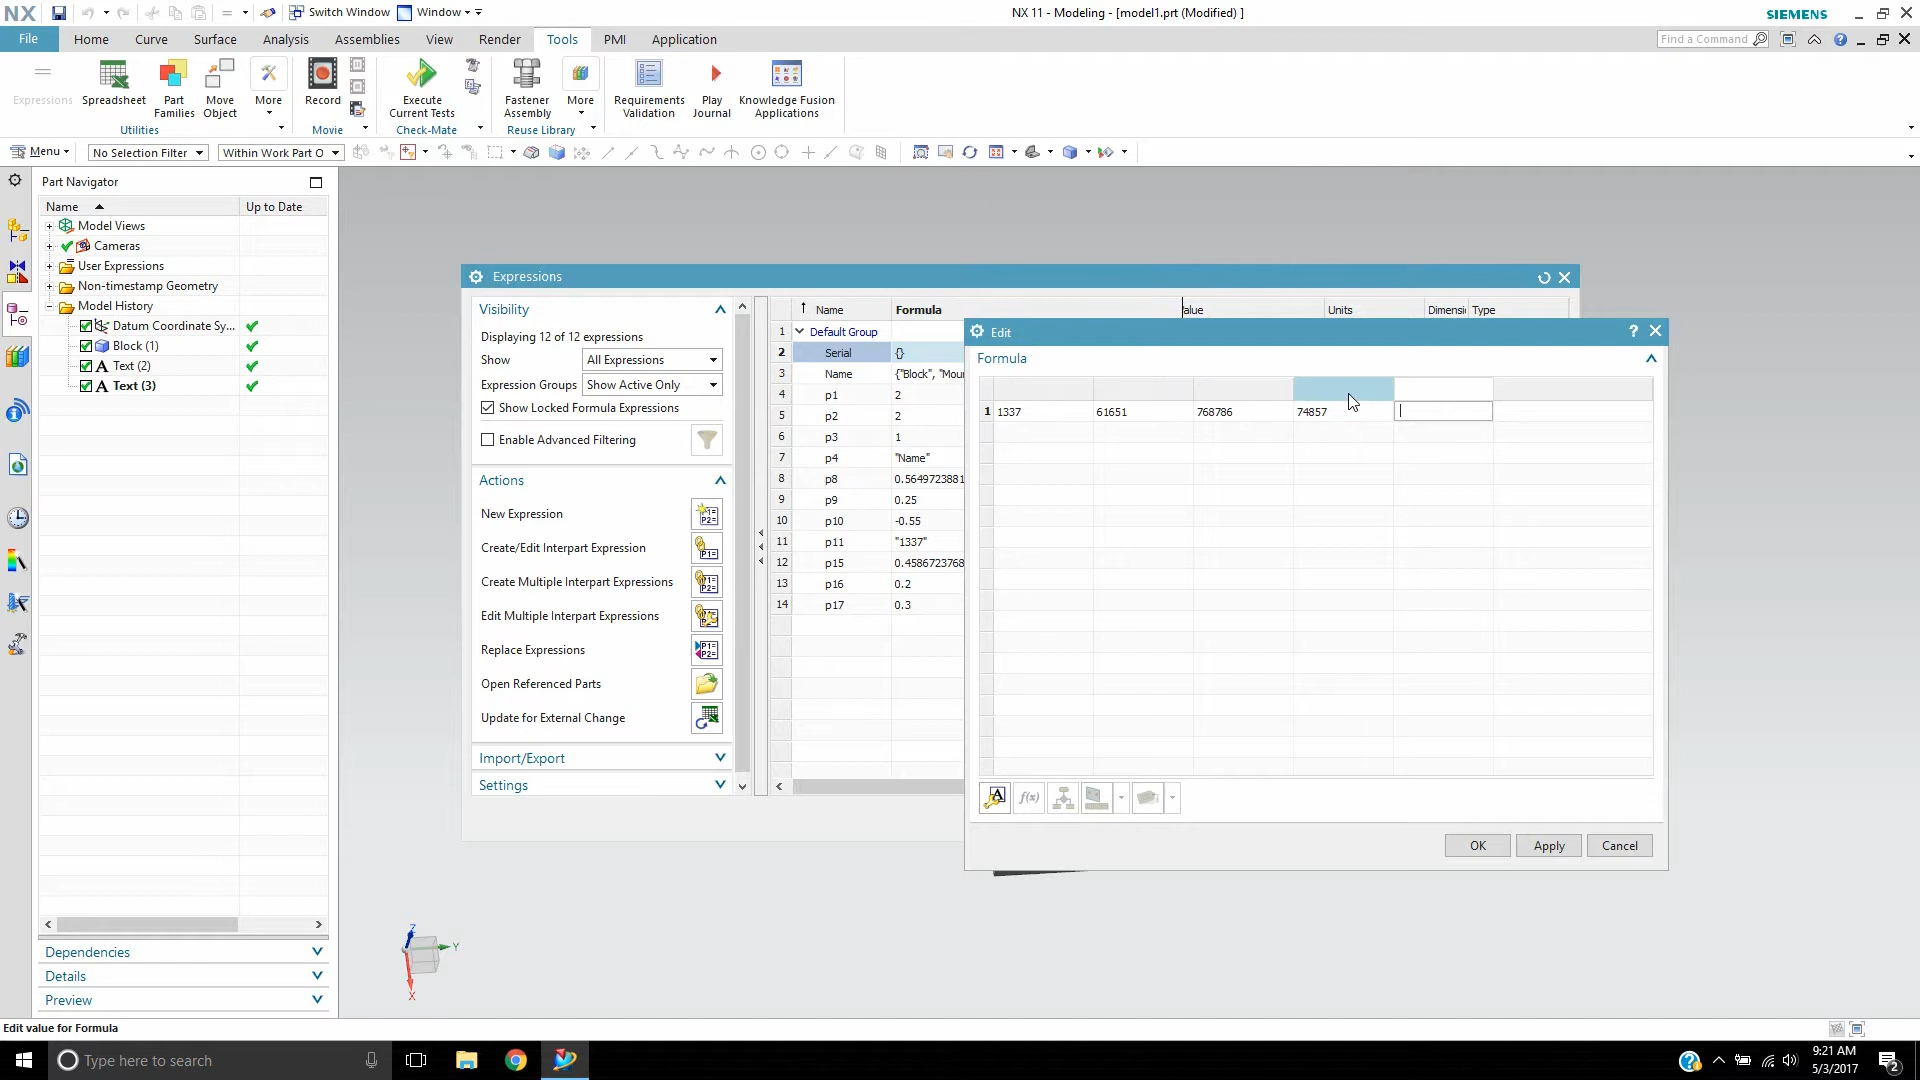 NX
Switch Window
Window
NX 11 - Modeling - [model1.prt (Modified) ]
SIEMENS
File
Home
Curve
Surface
Analysis
Assemblies
View
Render
Tools
PMI
Application
Find a Command
Expressions
Spreadsheet
Part
Families
Move
Object
More
Record
Execute
Current Tests
Fastener
Assembly
More
Requirements
Validation
Play
Journal
Knowledge Fusion
Applications
Utilities
Movie
Check-Mate
Reuse Library
Menu
No Selection Filter
Within Work Part O
Part Navigator
Name
Up to Date
Model Views
Cameras
User Expressions
Non-timestamp Geometry
Model History
Datum Coordinate Sy...
Block (1)
Text (2)
Text (3)
Dependencies
Details
Preview
Expressions
Visibility
Displaying 12 of 12 expressions
Show
All Expressions
Expression Groups
Show Active Only
Show Locked Formula Expressions
Enable Advanced Filtering
Actions
New Expression
Create/Edit Interpart Expression
Create Multiple Interpart Expressions
Edit Multiple Interpart Expressions
Replace Expressions
Open Referenced Parts
Update for External Change
Import/Export
Settings
Name Formula alue Units Dimensi Type
1 Default Group
2 Serial {}
3 Name {"Block", "Mour
4 p1 2
5 p2 2
6 p3 1
7 p4 "Name"
8 p8 0.5649723881
9 p9 0.25
10 p10 -0.55
11 p11 "1337"
12 p15 0.4586723768
13 p16 0.2
14 p17 0.3
Edit
Formula
1 1337 61651 768786 74857
f(x)
OK
Apply
Cancel
Z
Y
X
Edit value for Formula
Type here to search
9:21 AM
5/3/2017
2